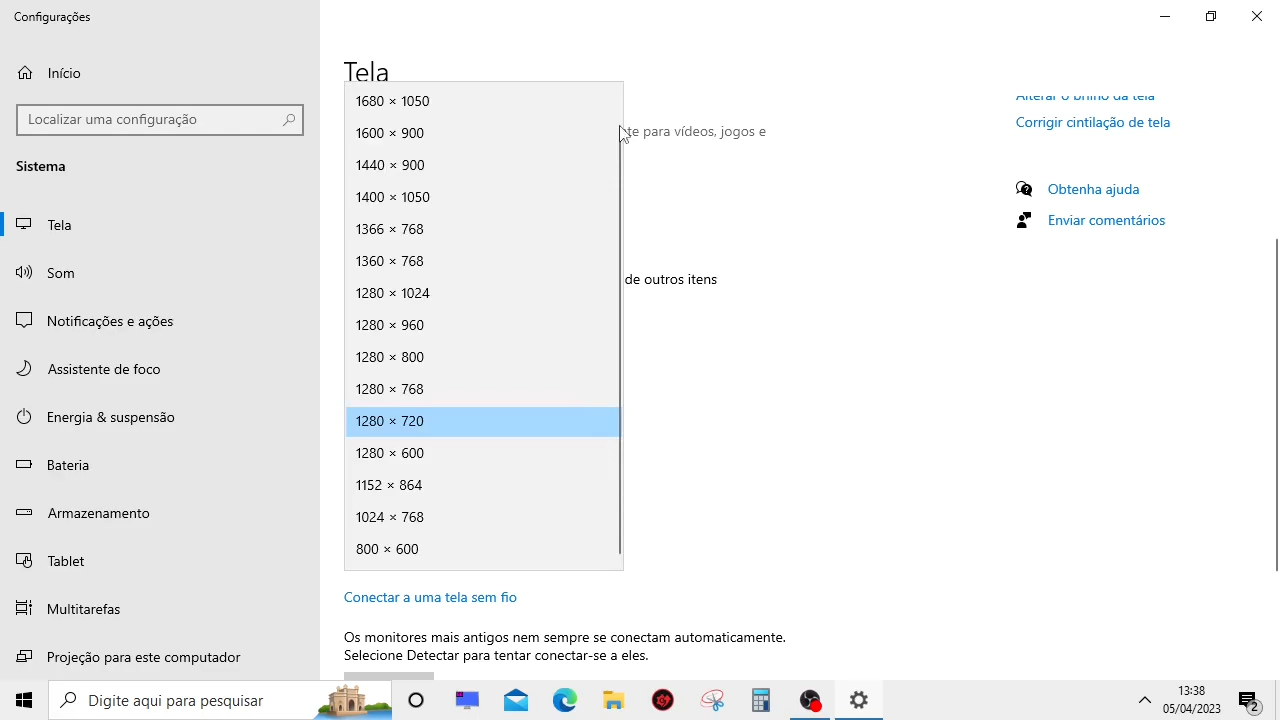 Configurações
Início
Localizar uma configuração
Sistema
Tela
Som
Notificações e ações
Assistente de foco
Energia & suspensão
Bateria
Armazenamento
Tablet
Multitarefas
Projeção para este computador
Tela
1680 × 1050
1600 × 900
1440 × 900
1400 × 1050
1366 × 768
1360 × 768
1280 × 1024
1280 × 960
1280 × 800
1280 × 768
1280 × 720
1280 × 600
1152 × 864
1024 × 768
800 × 600
te para vídeos, jogos e
de outros itens
Conectar a uma tela sem fio
Os monitores mais antigos nem sempre se conectam automaticamente.
Selecione Detectar para tentar conectar-se a eles.
Alterar o brilho da tela
Corrigir cintilação de tela
Obtenha ajuda
Enviar comentários
Digite aqui para pesquisar
13:38
05/04/2023
2